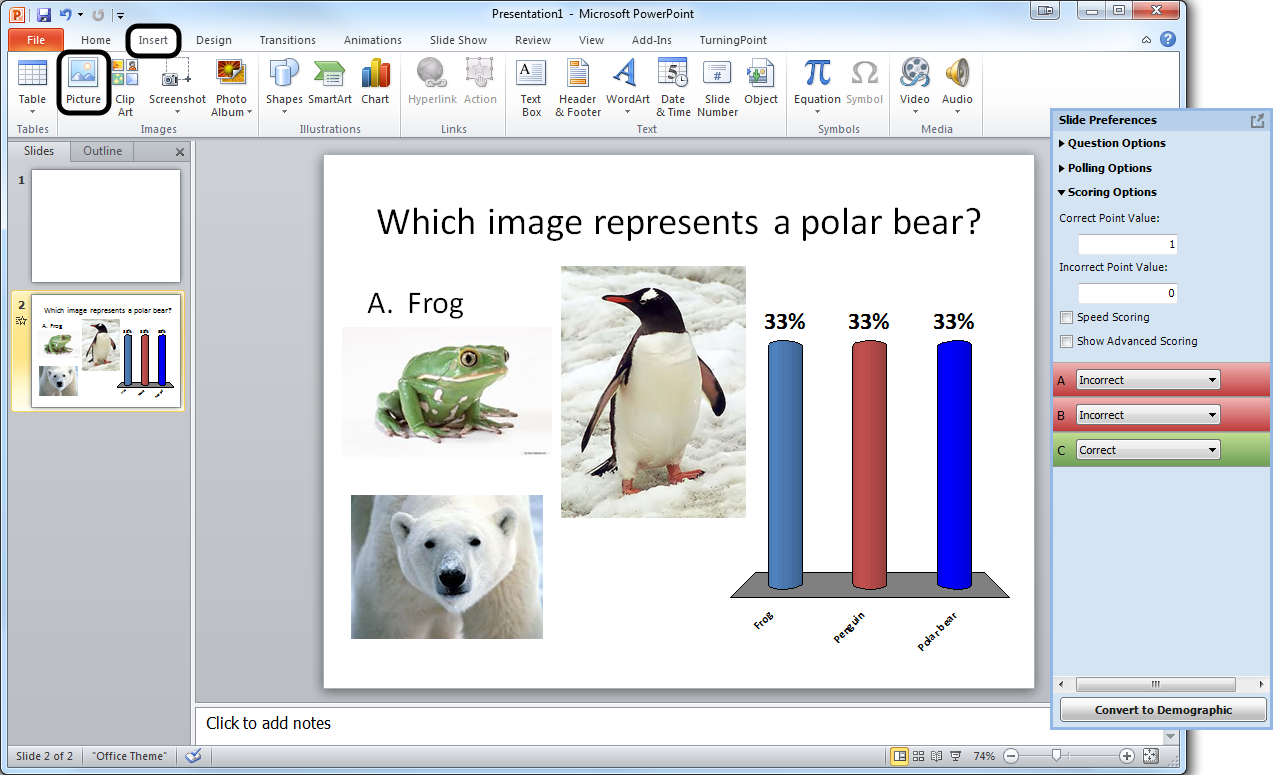 Presentation1 - Microsoft PowerPoint
File Home Insert Design Transitions Animations Slide Show Review View Add-Ins TurningPoint
Table
Picture
Clip
Art
Screenshot
Photo
Album
Shapes
SmartArt
Chart
Hyperlink
Action
Text
Box
Header
& Footer
WordArt
Date
& Time
Slide
Number
Object
Equation
Symbol
Video
Audio
Tables
Images
Illustrations
Links
Text
Symbols
Media
Slides
Outline
1
2
Which image represents a polar bear?
A. Frog
Which image represents a polar bear?
A. Frog
33%
33%
33%
Frog
Penguin
Polar bear
Click to add notes
Slide Preferences
Question Options
Polling Options
Scoring Options
Correct Point Value:
1
Incorrect Point Value:
0
Speed Scoring
Show Advanced Scoring
A Incorrect
B Incorrect
C Correct
Convert to Demographic
Slide 2 of 2
"Office Theme"
74%